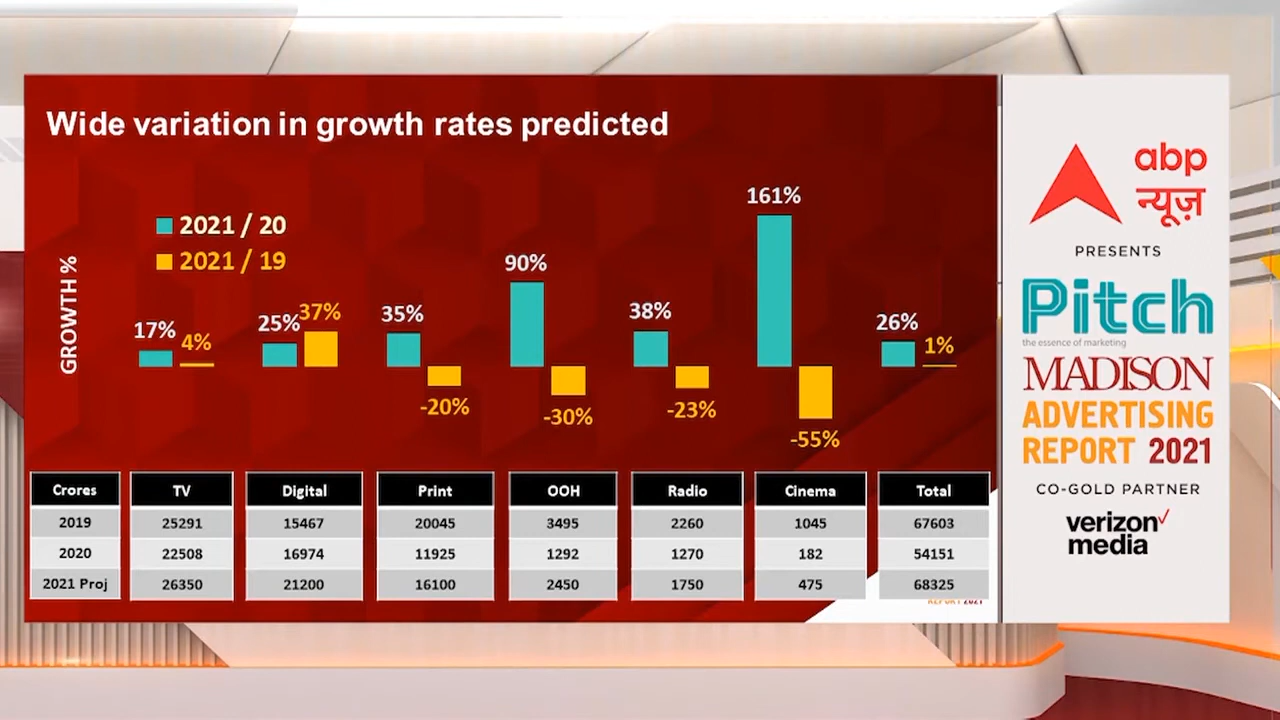 Wide variation in growth rates predicted
GROWTH %
2021 / 20
2021 / 19
17%
4%
25%
37%
35%
-20%
90%
-30%
38%
-23%
161%
-55%
26%
1%
Crores TV Digital Print OOH Radio Cinema Total
2019 25291 15467 20045 3495 2260 1045 67603
2020 22508 16974 11925 1292 1270 182 54151
2021 Proj 26350 21200 16100 2450 1750 475 68325
REPORT 2021
abp
न्यूज़
PRESENTS
Pitch
the essence of marketing
MADISON
ADVERTISING
REPORT 2021
CO-GOLD PARTNER
verizon
media